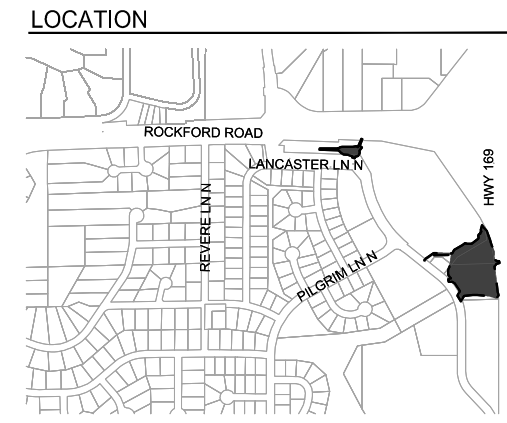 LOCATION
ROCKFORD ROAD
LANCASTER LN N
HWY 169
REVERE LN N
PILGRIM LN N